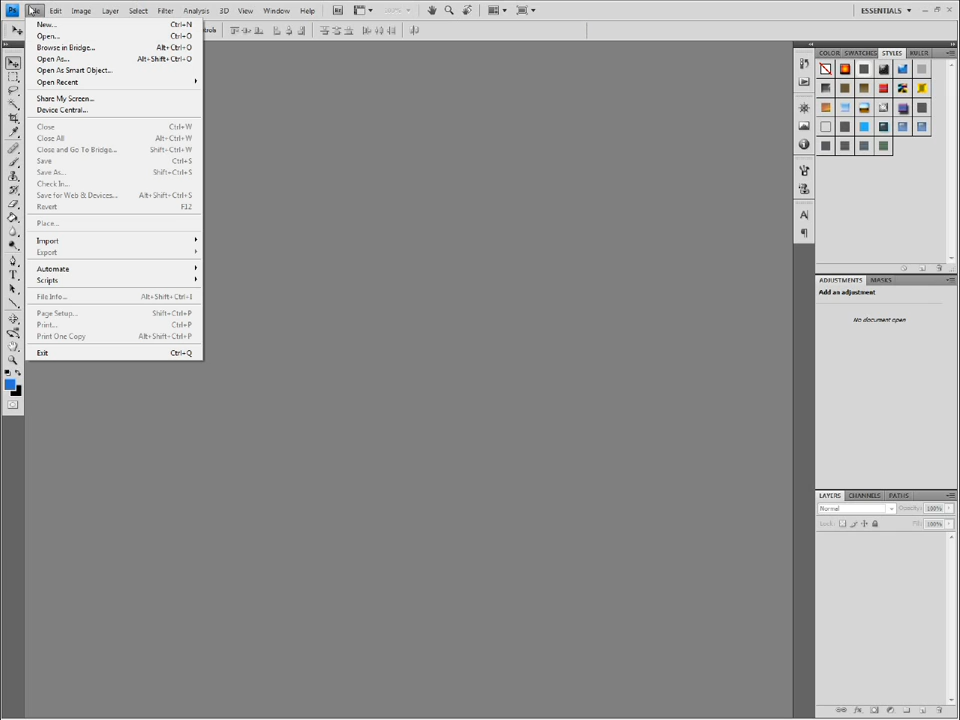 Ps File Edit Image Layer Select Filter Analysis 3D View Window Help ESSENTIALS
New... Ctrl+N
Open... Ctrl+O
Browse in Bridge... Alt+Ctrl+O
Open As... Alt+Shift+Ctrl+O
Open As Smart Object...
Open Recent
Share My Screen...
Device Central...
Close Ctrl+W
Close All Alt+Ctrl+W
Close and Go To Bridge... Shift+Ctrl+W
Save Ctrl+S
Save As... Shift+Ctrl+S
Check In...
Save for Web & Devices... Alt+Shift+Ctrl+S
Revert F12
Place...
Import
Export
Automate
Scripts
File Info... Alt+Shift+Ctrl+I
Page Setup... Shift+Ctrl+P
Print... Ctrl+P
Print One Copy Alt+Shift+Ctrl+P
Exit Ctrl+Q
COLOR SWATCHES STYLES KULER
ADJUSTMENTS MASKS
Add an adjustment
No document open
LAYERS CHANNELS PATHS
Normal Opacity: 100%
Lock: Fill: 100%